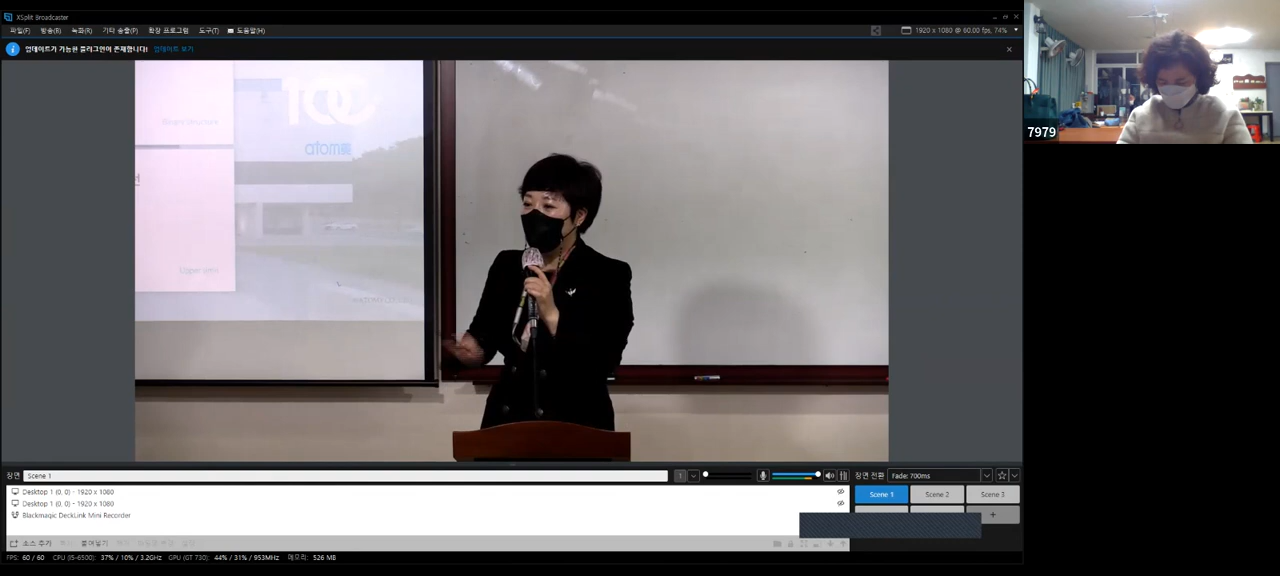 XSplit Broadcaster
파일(F) 방송(B) 녹화(R) 기타 송출(P) 확장 프로그램 도구(T) 도움말(H)
1920 x 1080 @ 60.00 fps, 74%
업데이트가 가능한 플러그인이 존재합니다! 업데이트 보기
atom美
7979
장면 Scene 1
1
장면 전환 Fade: 700ms
Desktop 1 (0, 0) - 1920 x 1080
Desktop 1 (0, 0) - 1920 x 1080
Blackmagic DeckLink Mini Recorder
Scene 1 Scene 2 Scene 3
소스 추가 붙여넣기
FPS: 60 / 60 CPU (i5-6500): 37% / 10% / 3.2GHz GPU (GT 730): 44% / 31% / 953MHz 메모리: 526 MB